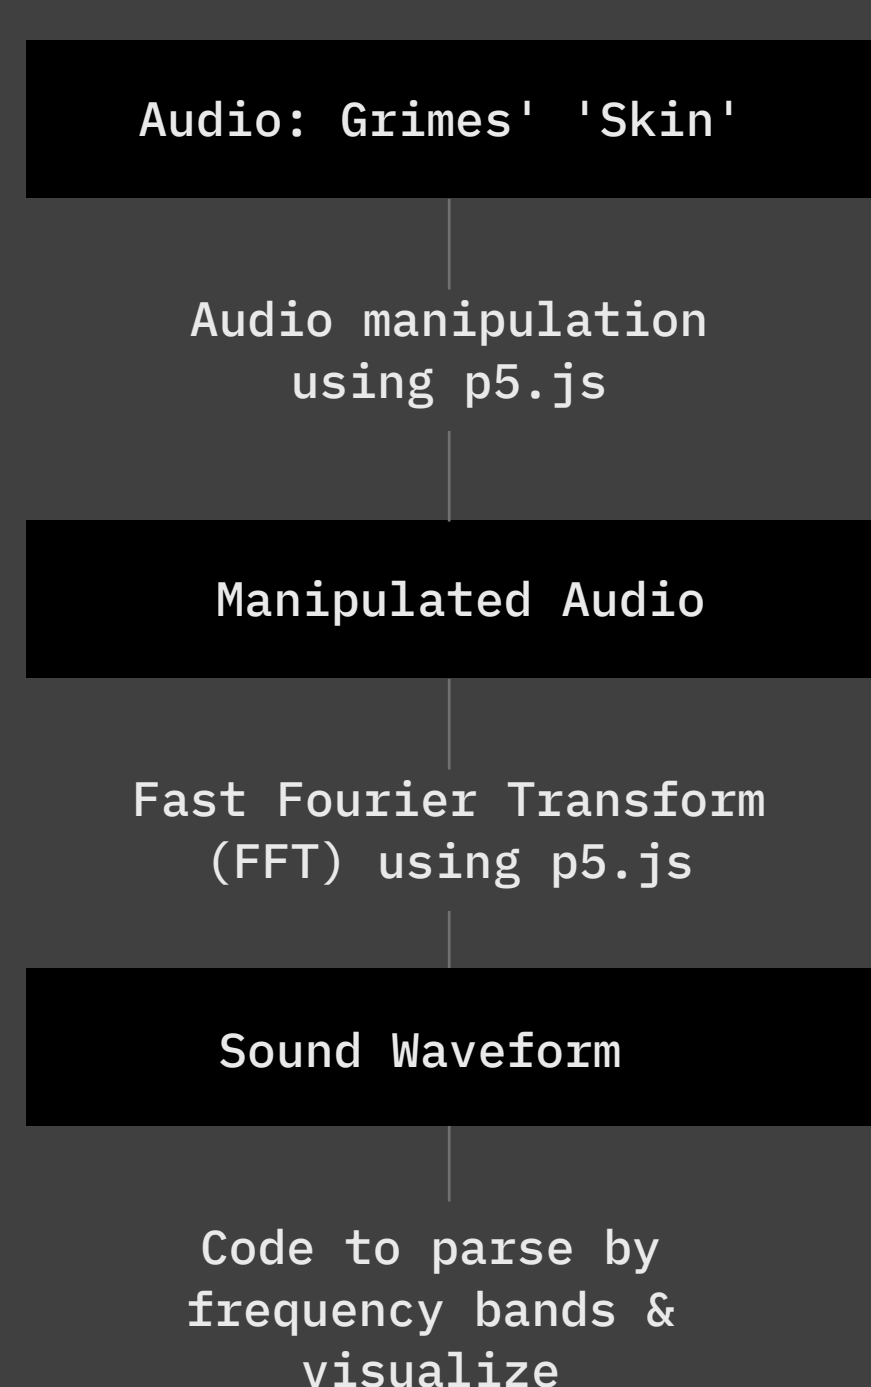 Audio: Grimes' 'Skin'
Audio manipulation
using p5.js
Manipulated Audio
Fast Fourier Transform
(FFT) using p5.js
Sound Waveform
Code to parse by
frequency bands &
visualize